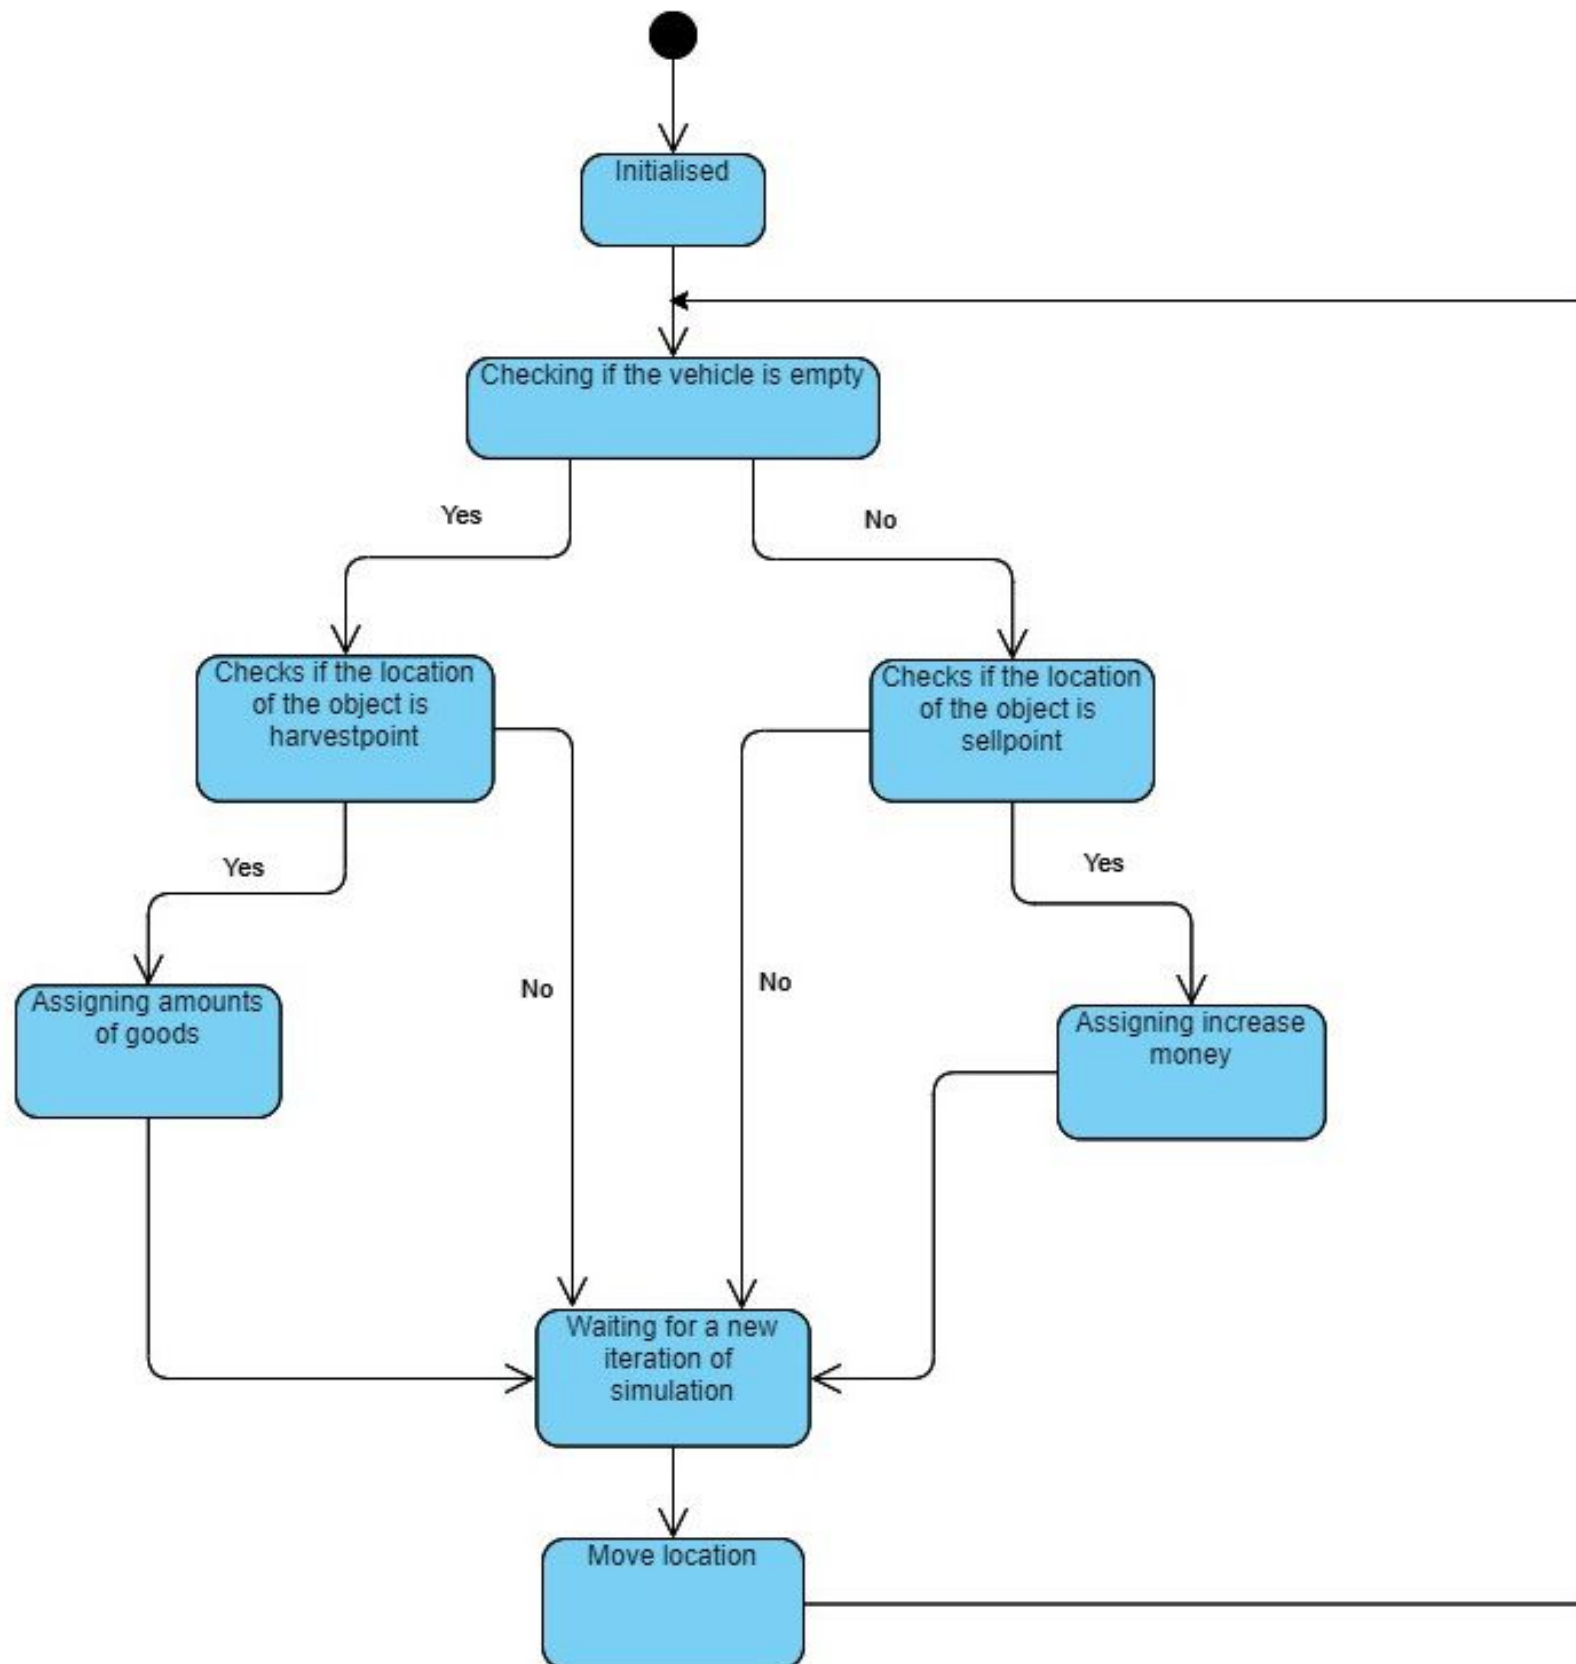 Initialised
Checking if the vehicle is empty
Yes
No
Checks if the location
of the object is
harvestpoint
Checks if the location
of the object is
sellpoint
Yes
Yes
No
No
Assigning amounts
of goods
Assigning increase
money
Waiting for a new
iteration of
simulation
Move location